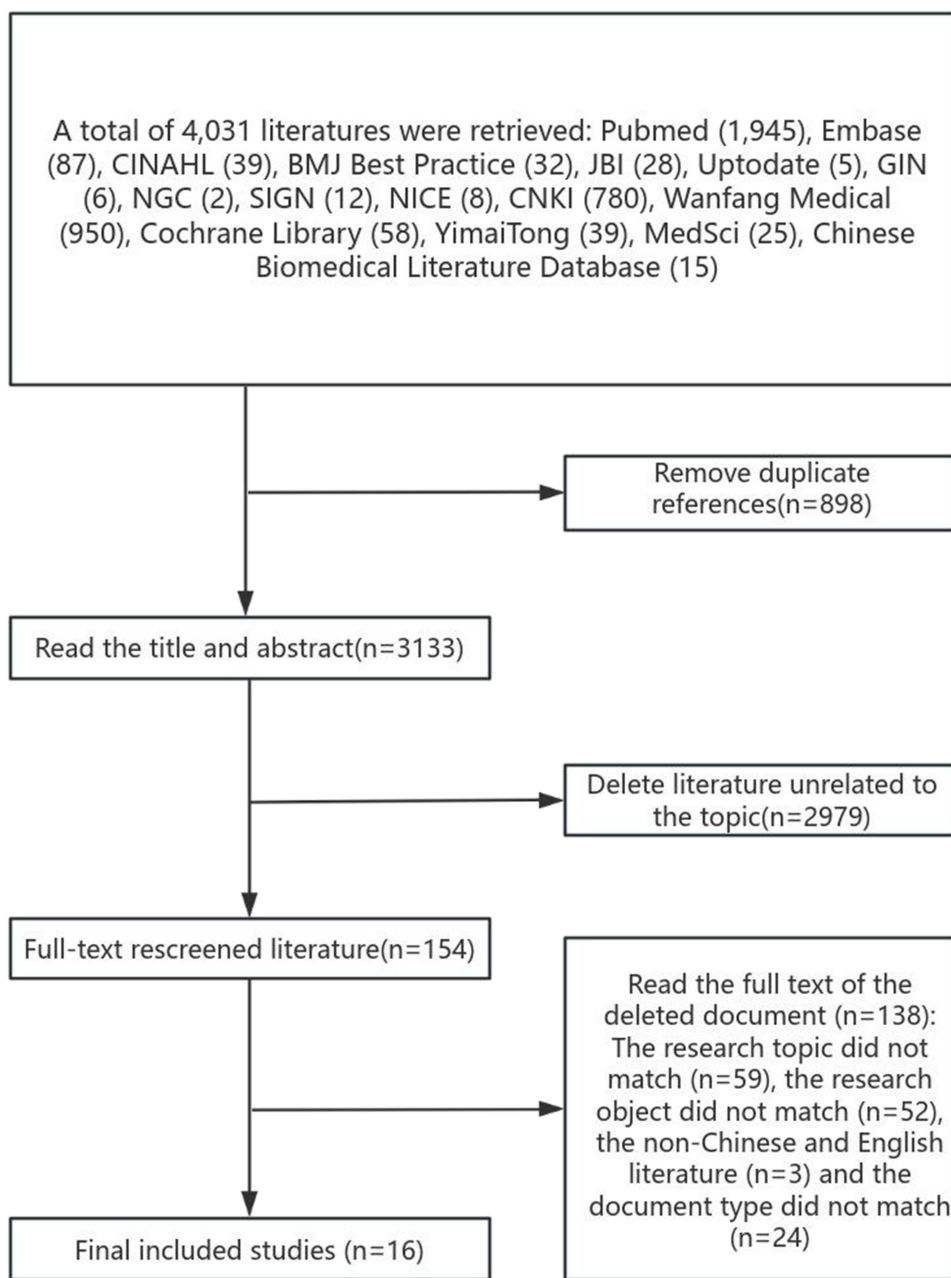 A total of 4,031 literatures were retrieved: Pubmed (1,945), Embase
(87), CINAHL (39), BMJ Best Practice (32), JBI (28), Uptodate (5), GIN
(6), NGC (2), SIGN (12), NICE (8), CNKI (780), Wanfang Medical
(950), Cochrane Library (58), YimaiTong (39), MedSci (25), Chinese
Biomedical Literature Database (15)
Remove duplicate
references(n=898)
Read the title and abstract(n=3133)
Delete literature unrelated to
the topic(n=2979)
Full-text rescreened literature(n=154)
Read the full text of the
deleted document (n=138):
The research topic did not
match (n=59), the research
object did not match (n=52),
the non-Chinese and English
literature (n=3) and the
document type did not match
(n=24)
Final included studies (n=16)